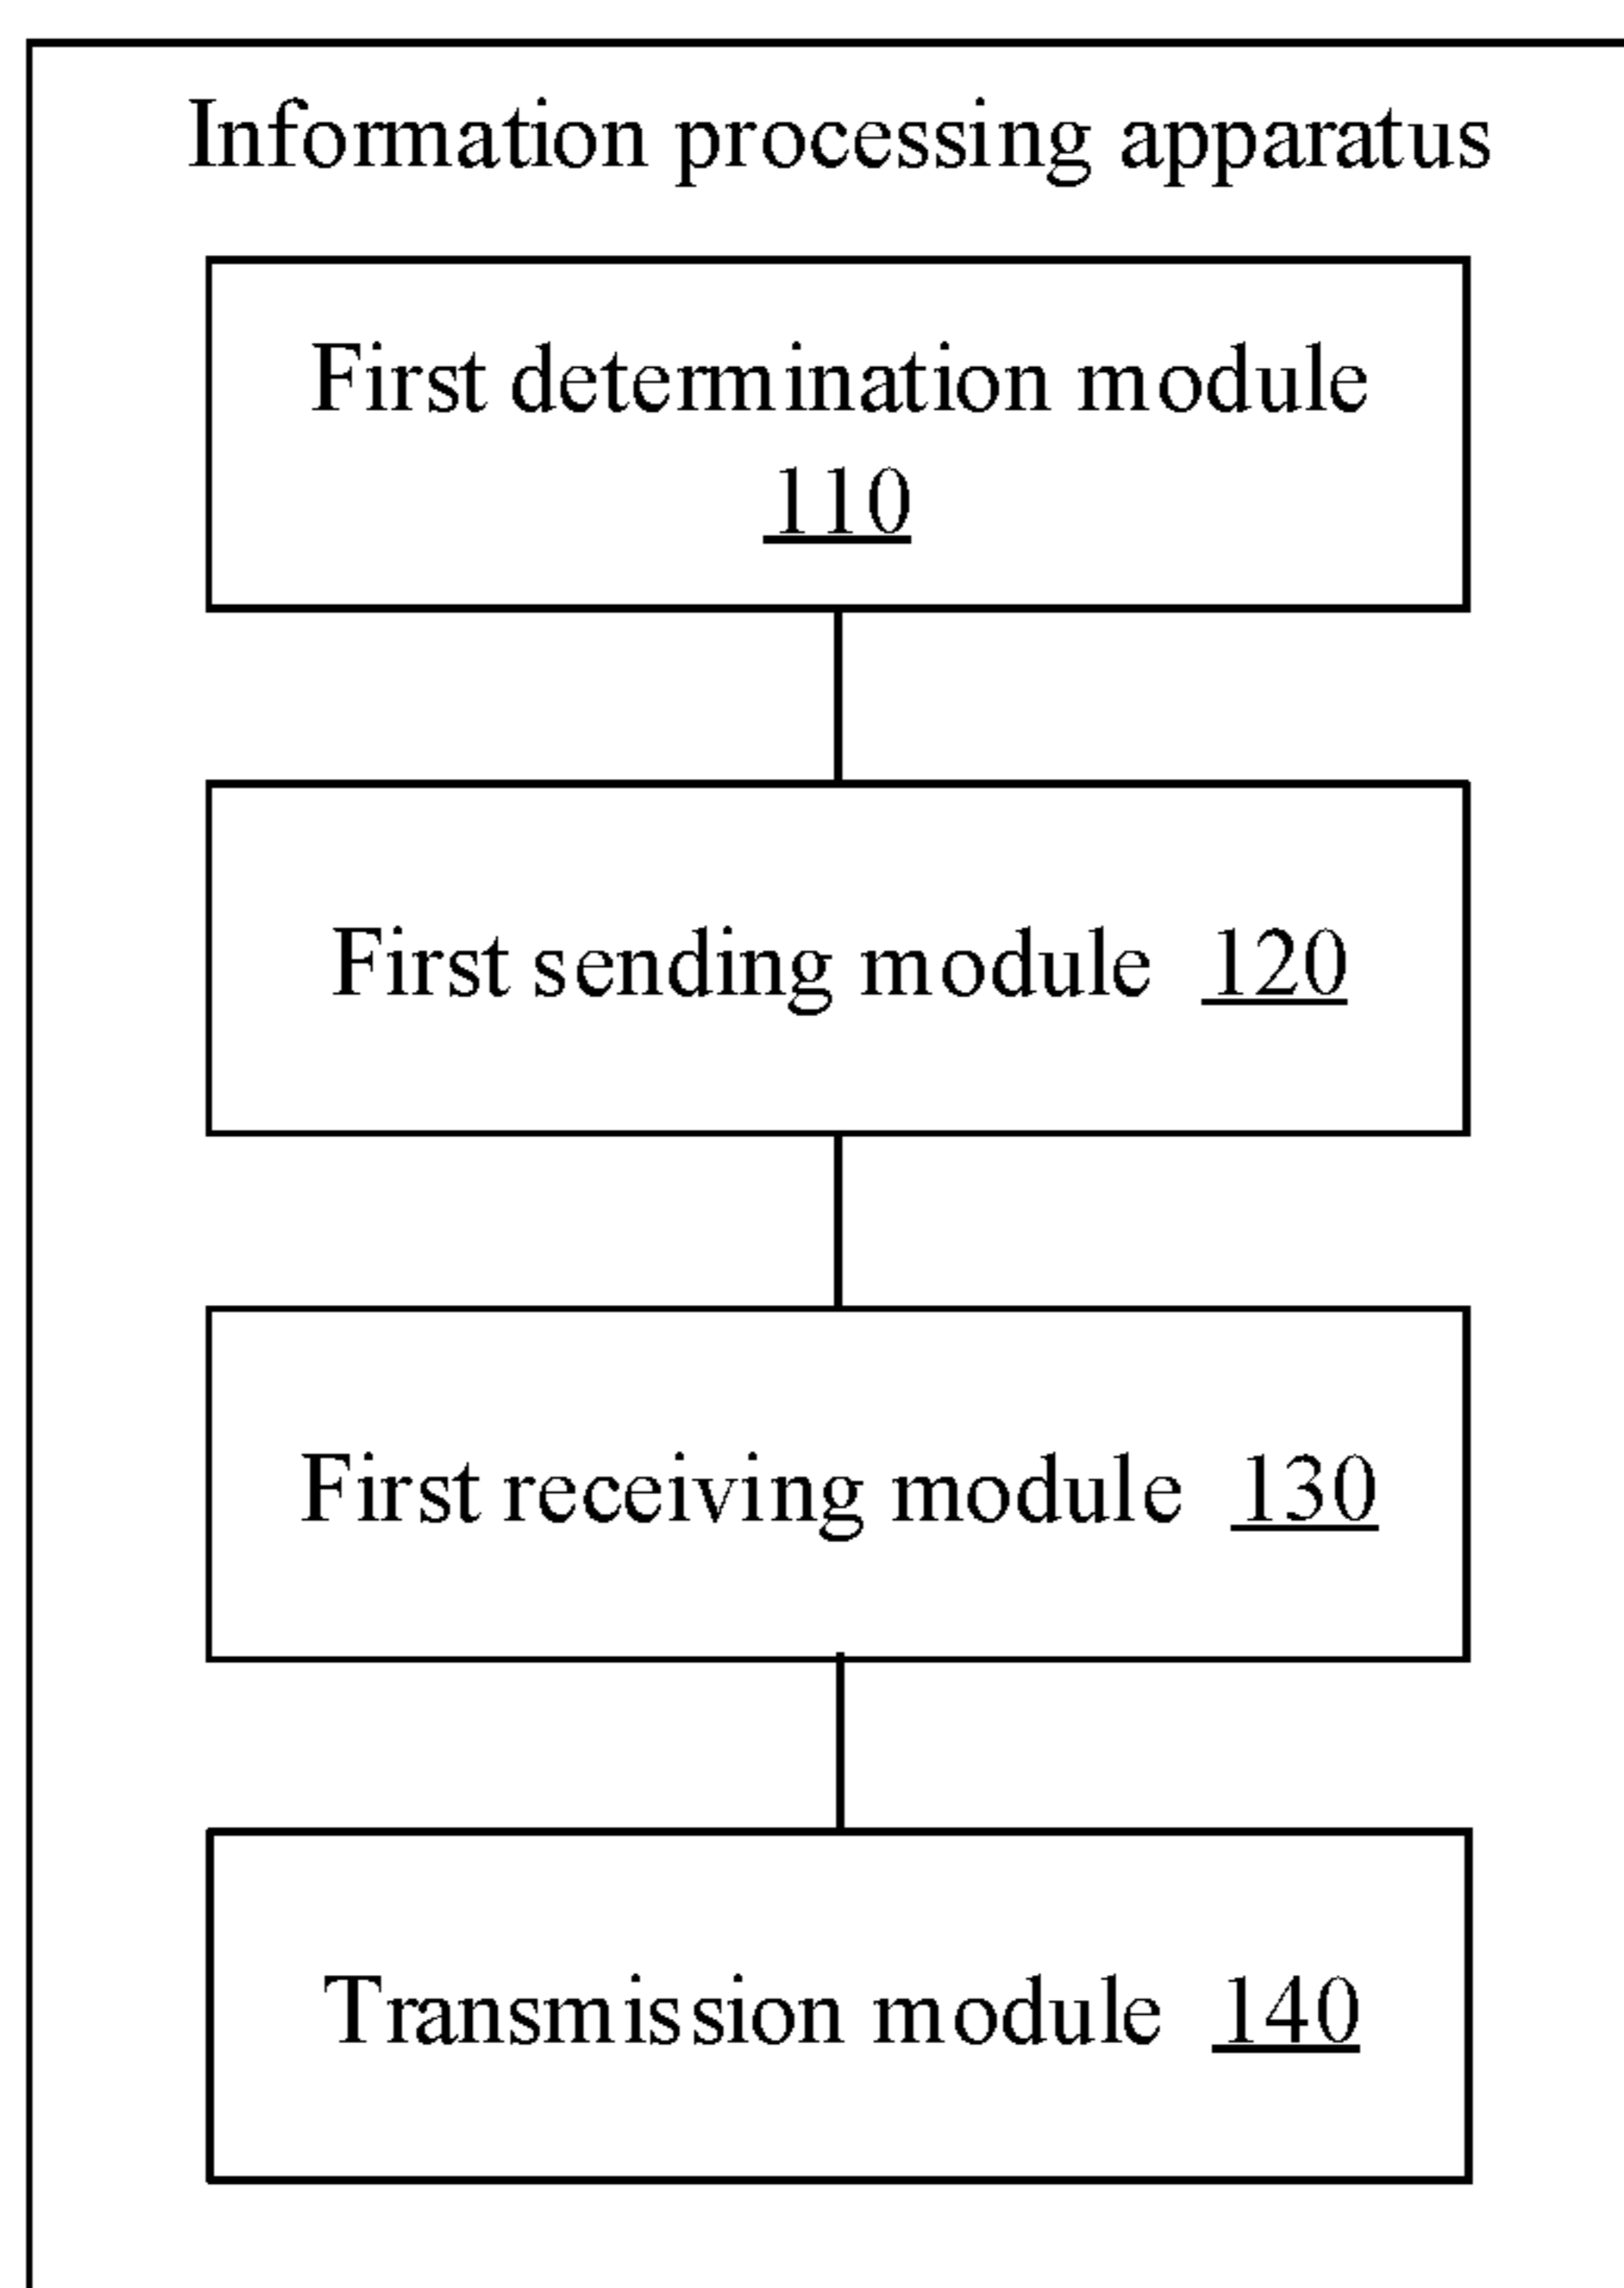 Information processing apparatus
First determination module
110
First sending module 120
First receiving module 130
Transmission module 140